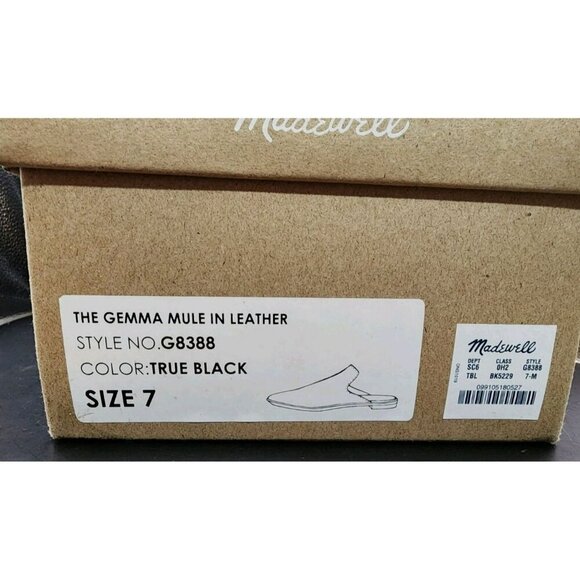 Madewell
THE GEMMA MULE IN LEATHER
STYLE NO.G8388
COLOR:TRUE BLACK
SIZE 7
Madewell
DEPT CLASS STYLE
SC6 0H2 G8388
TBL BK5229 7-M
099105180527